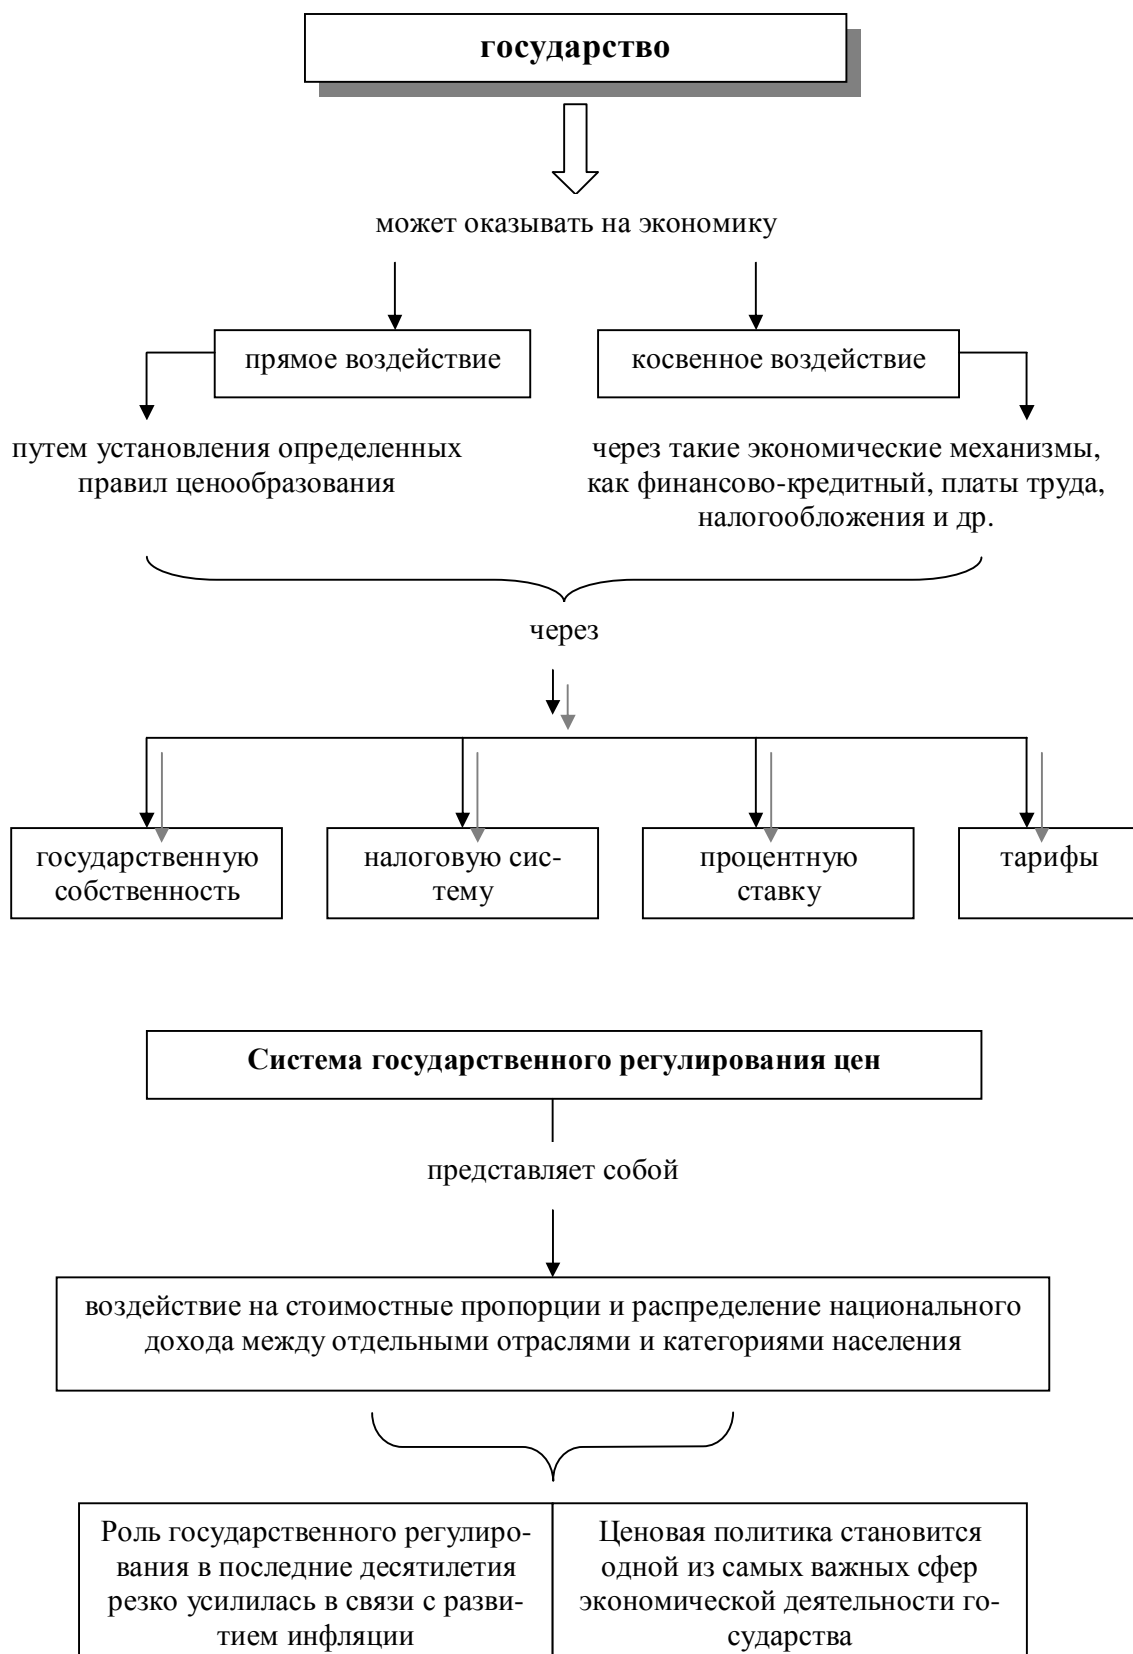 государство
может оказывать на экономику
прямое воздействие
косвенное воздействие
путем установления определенных
правил ценообразования
через такие экономические механизмы,
как финансово-кредитный, платы труда,
налогообложения и др.
через
государственную
собственность
налоговую сис-
тему
процентную
ставку
тарифы
Система государственного регулирования цен
представляет собой
воздействие на стоимостные пропорции и распределение национального
дохода между отдельными отраслями и категориями населения
Роль государственного регулиро-
вания в последние десятилетия
резко усилилась в связи с разви-
тием инфляции
Ценовая политика становится
одной из самых важных сфер
экономической деятельности го-
сударства